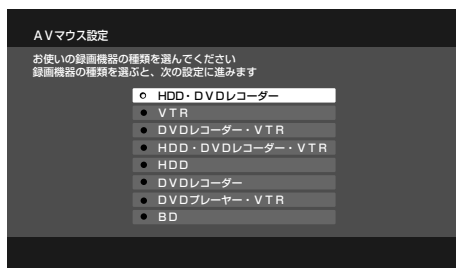 AVマウス設定
お使いの録画機器の種類を選んでください
録画機器の種類を選ぶと、次の設定に進みます
HDD・DVDレコーダー
VTR
DVDレコーダー・VTR
HDD・DVDレコーダー・VTR
HDD
DVDレコーダー
DVDプレーヤー・VTR
BD